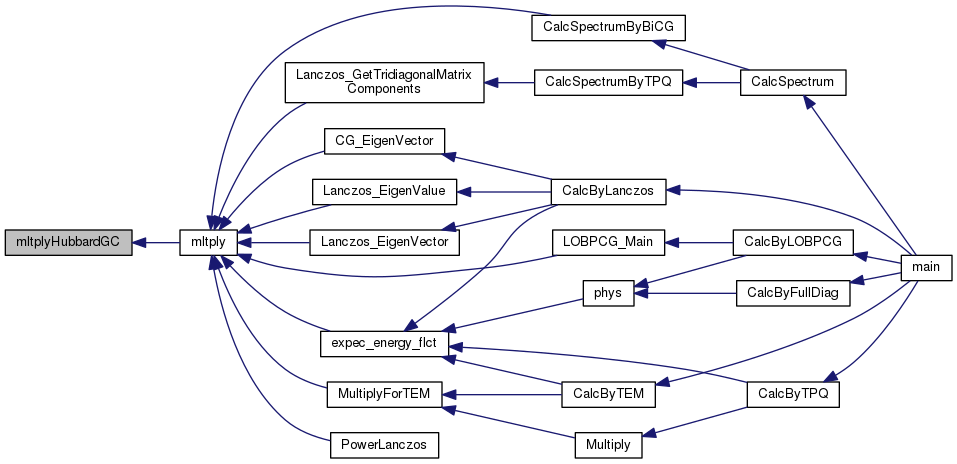 CalcSpectrumByBiCG
Lanczos_GetTridiagonalMatrix
Components
CalcSpectrumByTPQ
CalcSpectrum
CG_EigenVector
Lanczos_EigenValue
CalcByLanczos
mltplyHubbardGC
mltply
Lanczos_EigenVector
LOBPCG_Main
CalcByLOBPCG
main
phys
CalcByFullDiag
expec_energy_flct
MultiplyForTEM
CalcByTEM
CalcByTPQ
PowerLanczos
Multiply